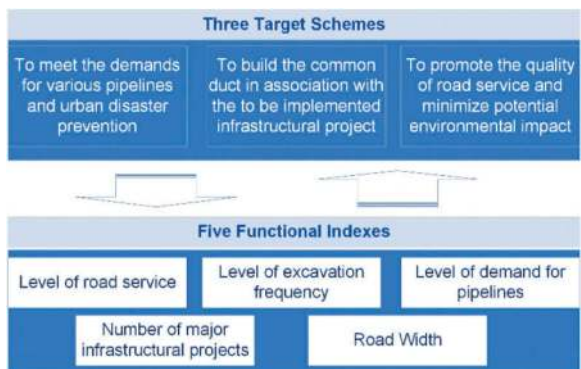 Three Target Schemes
To meet the demands
for various pipelines
and urban disaster
prevention
To build the common
duct in association with
the to be implemented
infrastructural project
To promote the quality
of road service and
minimize potential
environmental impact
Five Functional Indexes
Level of road service
Level of excavation
frequency
Level of demand for
pipelines
Number of major
infrastructural projects
Road Width